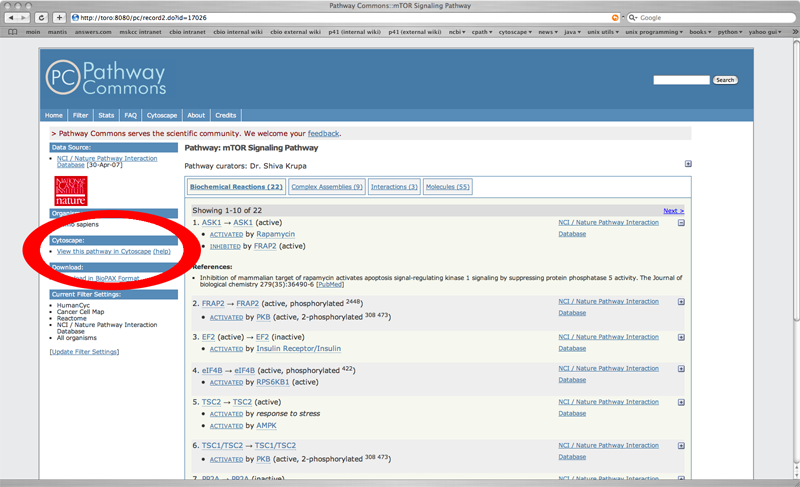 Pathway Commons::mTOR Signaling Pathway
http://toro:8080/pc/record2.do?id=17026
Google
moin mantis answers.com mskcc intranet cbio intranet cbio internal wiki p41 (internal wiki) p41 (external wiki) ncbi cpath cytoscape news java unix utils unix programming books python yahoo gui
PC Pathway Commons
Search
Home Filter Stats FAQ Cytoscape About Credits
> Pathway Commons serves the scientific community. We welcome your feedback.
Data Source:
NCI / Nature Pathway Interaction
Database [30-Apr-07]
NATIONAL CANCER INSTITUTE
nature
Cytoscape:
View this pathway in Cytoscape (help)
Download:
in BioPAX Format
Current Filter Settings:
HumanCyc
Cancer Cell Map
Reactome
NCI / Nature Pathway Interaction
Database
All organisms
[Update Filter Settings]
Pathway: mTOR Signaling Pathway
Pathway curators: Dr. Shiva Krupa
Biochemical Reactions (22) Complex Assemblies (9) Interactions (3) Molecules (55)
Showing 1-10 of 22 Next >
1. ASK1 → ASK1 (active) NCI / Nature Pathway Interaction
Database
ACTIVATED by Rapamycin
INHIBITED by FRAP2 (active)
References:
Inhibition of mammalian target of rapamycin activates apoptosis signal-regulating kinase 1 signaling by suppressing protein phosphatase 5 activity. The Journal of
biological chemistry 279(35):36490-6 [PubMed]
2. FRAP2 → FRAP2 (active, phosphorylated 2448) NCI / Nature Pathway Interaction
Database
ACTIVATED by PKB (active, 2-phosphorylated 308 473)
3. EF2 (active) → EF2 (inactive) NCI / Nature Pathway Interaction
Database
ACTIVATED by Insulin Receptor/Insulin
4. eIF4B → eIF4B (active, phosphorylated 422) NCI / Nature Pathway Interaction
Database
ACTIVATED by RPS6KB1 (active)
5. TSC2 → TSC2 (active) NCI / Nature Pathway Interaction
Database
ACTIVATED by response to stress
ACTIVATED by AMPK
6. TSC1/TSC2 → TSC1/TSC2 NCI / Nature Pathway Interaction
Database
ACTIVATED by PKB (active, 2-phosphorylated 308 473)
7. PP2A → PP2A (inactive) NCI / Nature Pathway Interaction